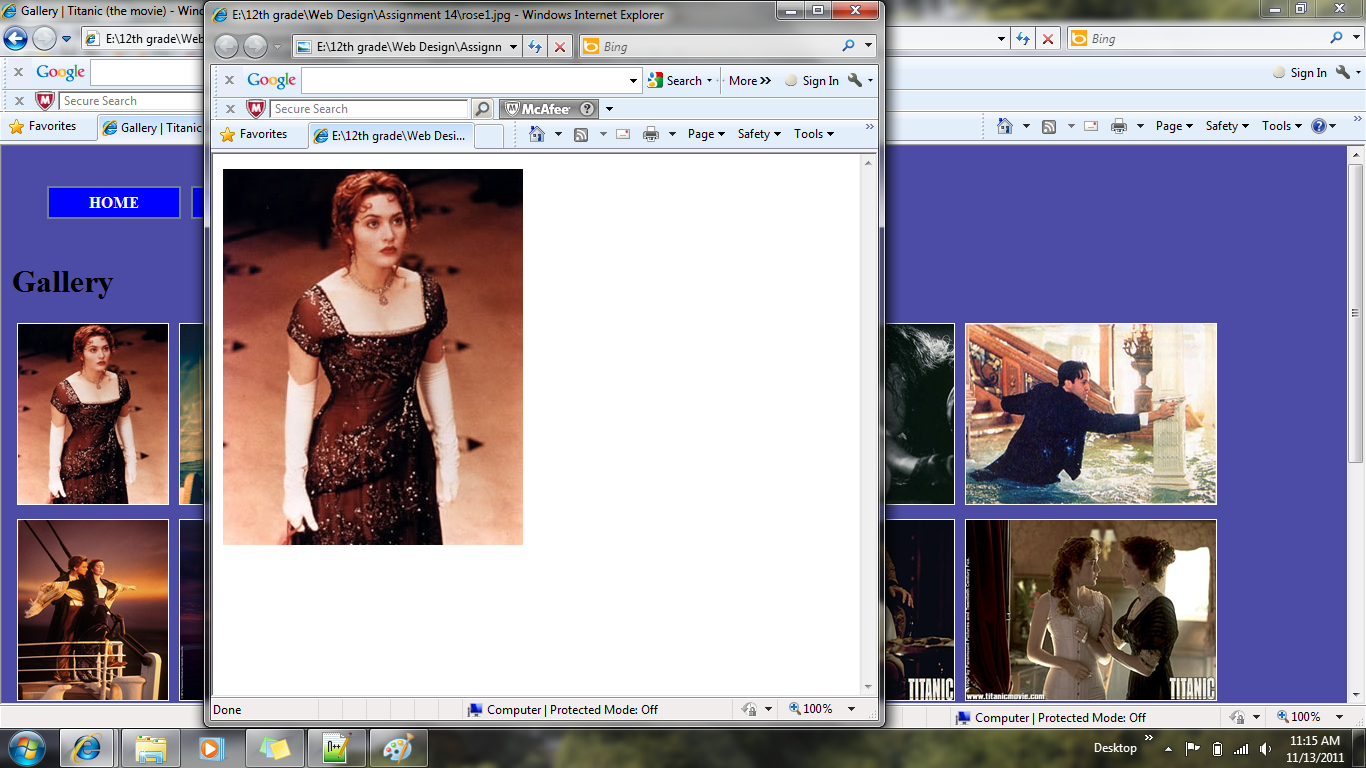 Gallery | Titanic (the movie) - Wind
E:\12th grade\Web Design\Assignment 14\rose1.jpg - Windows Internet Explorer
E:\12th grade\Web
E:\12th grade\Web Design\Assignm
Bing
Bing
Google
Google
Search
More
Sign In
Sign In
Secure Search
Secure Search
McAfee
Favorites
Gallery | Titanic
Favorites
E:\12th grade\Web Desi...
Page
Safety
Tools
Page
Safety
Tools
HOME
Gallery
TITANIC
www.titanicmovie.com
TITANIC
Done
Computer | Protected Mode: Off
100%
Computer | Protected Mode: Off
100%
Desktop
11:15 AM
11/13/2011